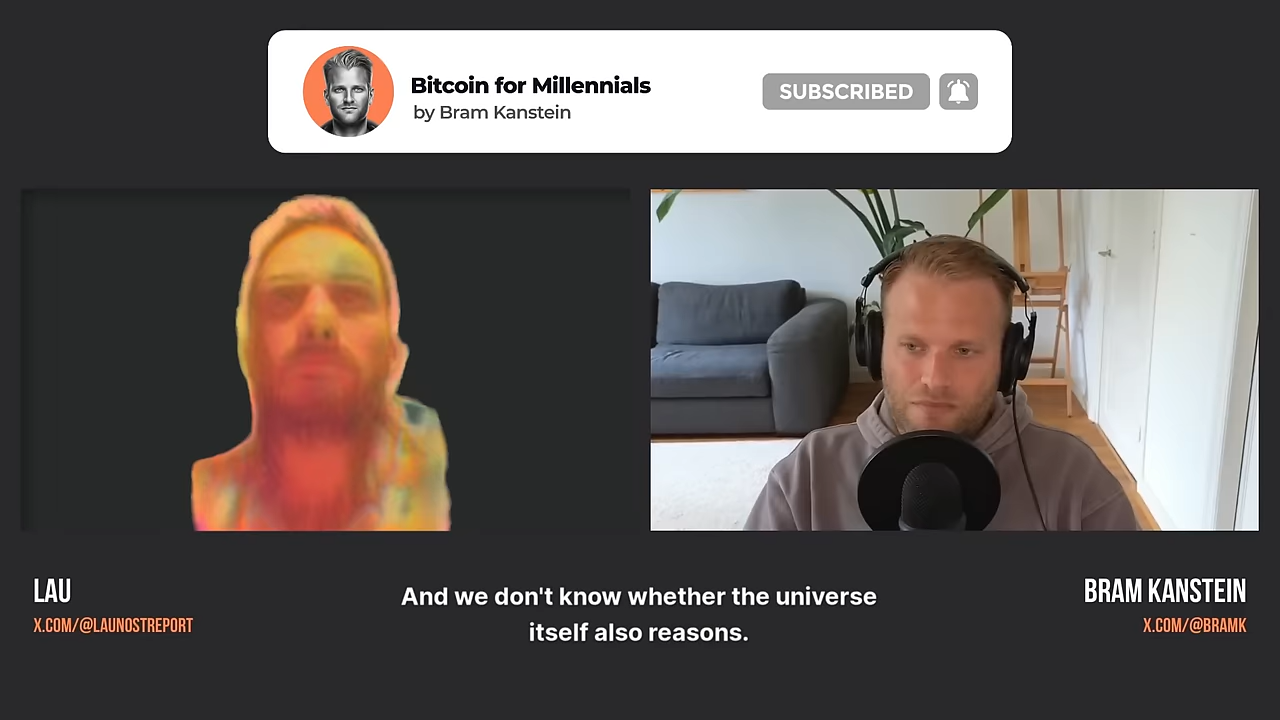 Bitcoin for Millennials
by Bram Kanstein
SUBSCRIBED
LAU
X.COM/@LAUNOSTREPORT
And we don't know whether the universe
itself also reasons.
BRAM KANSTEIN
X.COM/@BRAMK